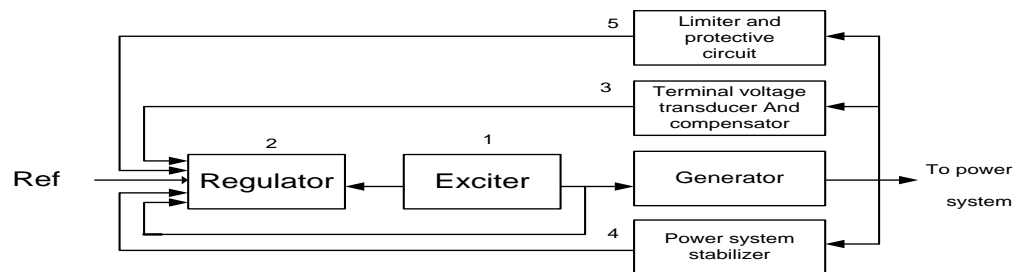 5
Limiter and
protective
circuit
3
Terminal voltage
transducer And
compensator
2
1
Ref
Regulator
Exciter
Generator
To power
system
4
Power system
stabilizer